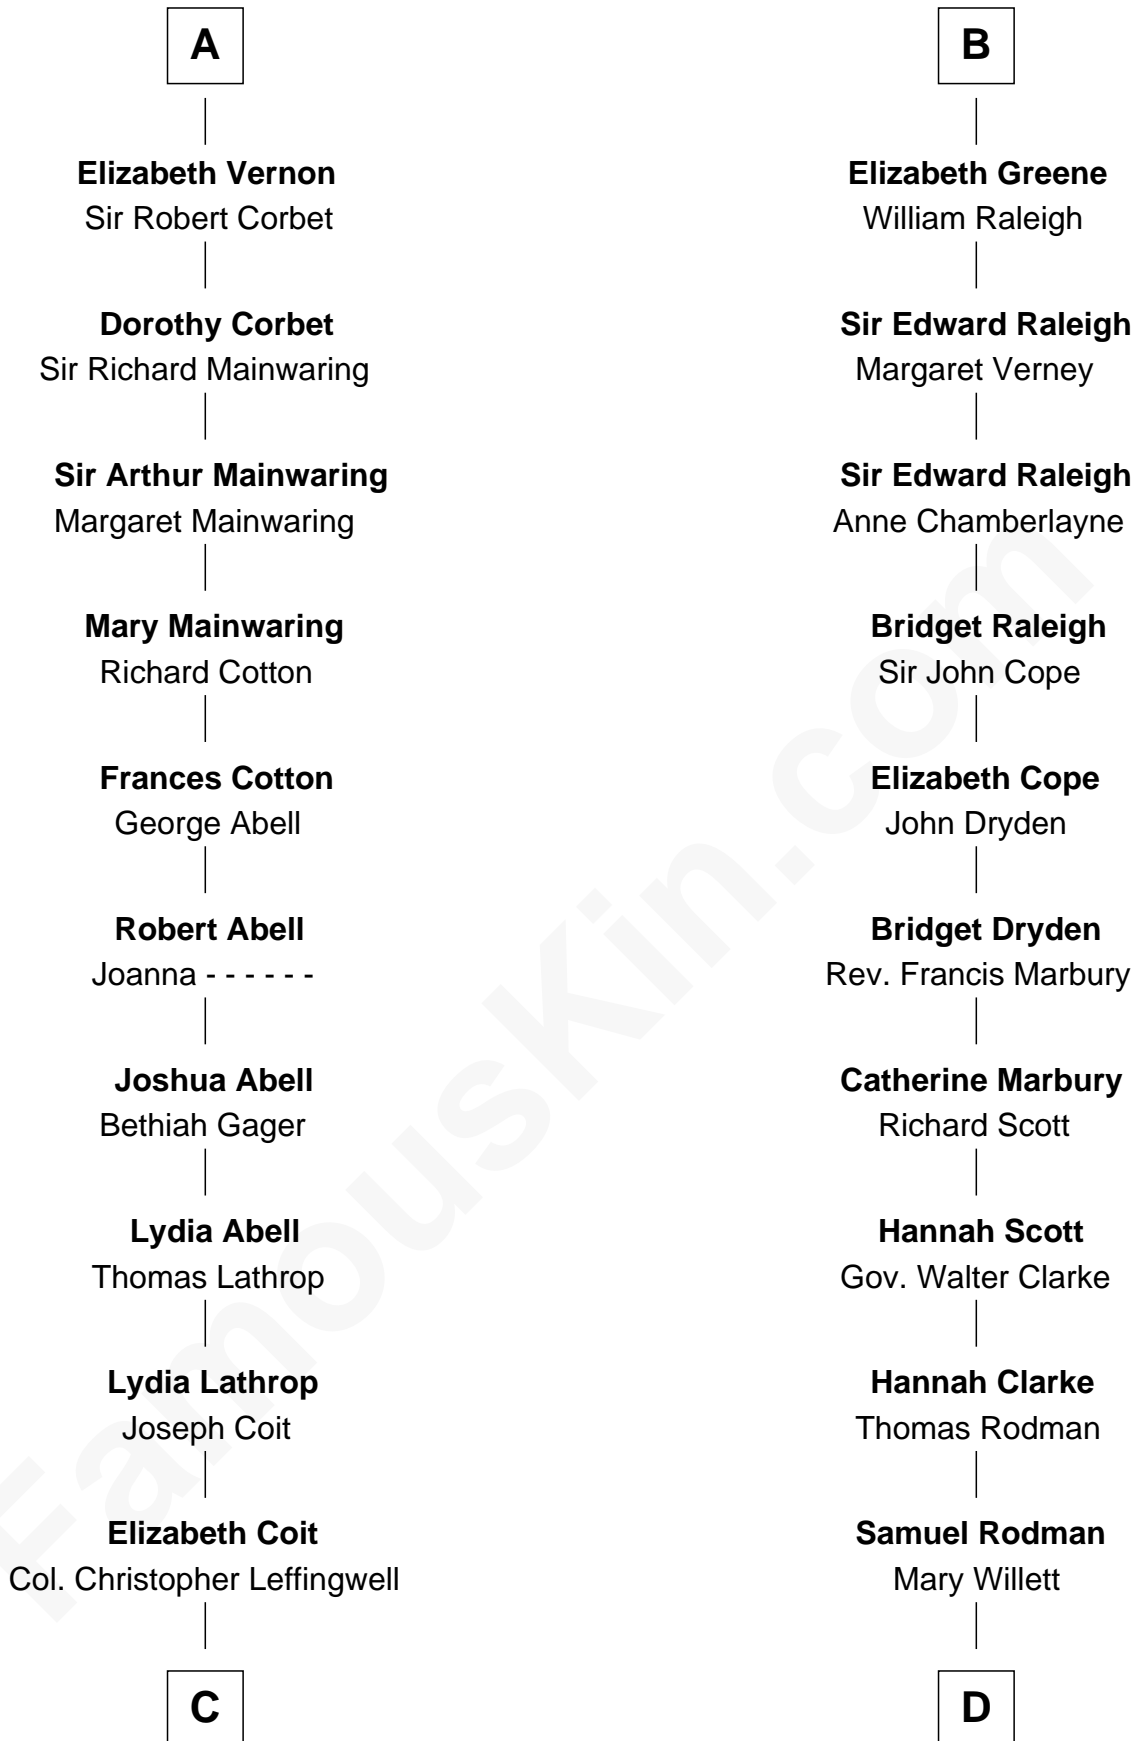 A
Elizabeth Vernon
Sir Robert Corbet
Dorothy Corbet
Sir Richard Mainwaring
Sir Arthur Mainwaring
Margaret Mainwaring
Mary Mainwaring
Richard Cotton
Frances Cotton
George Abell
Robert Abell
Joanna - - - - - -
Joshua Abell
Bethiah Gager
Lydia Abell
Thomas Lathrop
Lydia Lathrop
Joseph Coit
Elizabeth Coit
Col. Christopher Leffingwell
C
B
Elizabeth Greene
William Raleigh
Sir Edward Raleigh
Margaret Verney
Sir Edward Raleigh
Anne Chamberlayne
Bridget Raleigh
Sir John Cope
Elizabeth Cope
John Dryden
Bridget Dryden
Rev. Francis Marbury
Catherine Marbury
Richard Scott
Hannah Scott
Gov. Walter Clarke
Hannah Clarke
Thomas Rodman
Samuel Rodman
Mary Willett
D
FamousKin.com